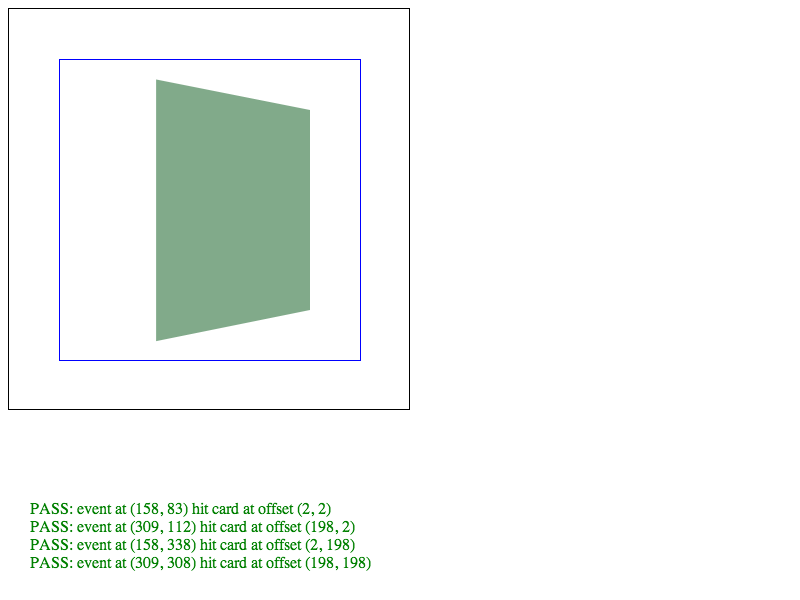 PASS: event at (158, 83) hit card at offset (2, 2)
PASS: event at (309, 112) hit card at offset (198, 2)
PASS: event at (158, 338) hit card at offset (2, 198)
PASS: event at (309, 308) hit card at offset (198, 198)